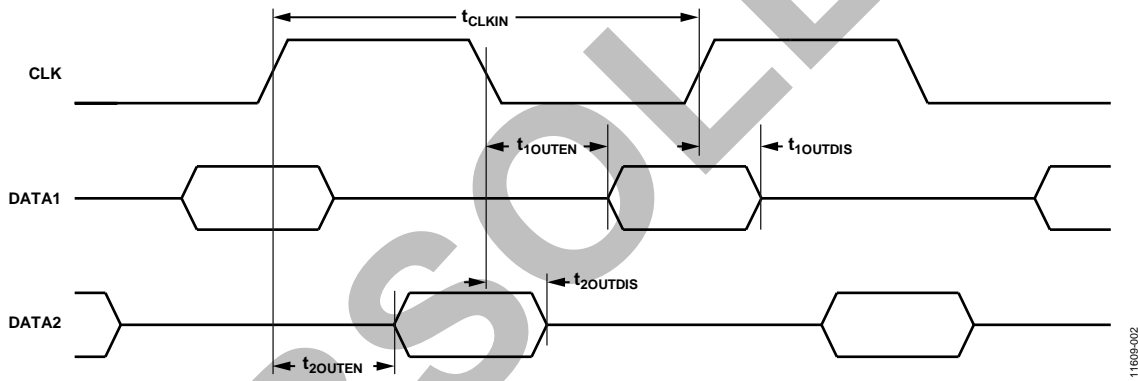 tCLKIN
CLK
t1OUTEN
t1OUTDIS
DATA1
t2OUTDIS
DATA2
t2OUTEN
11609-002